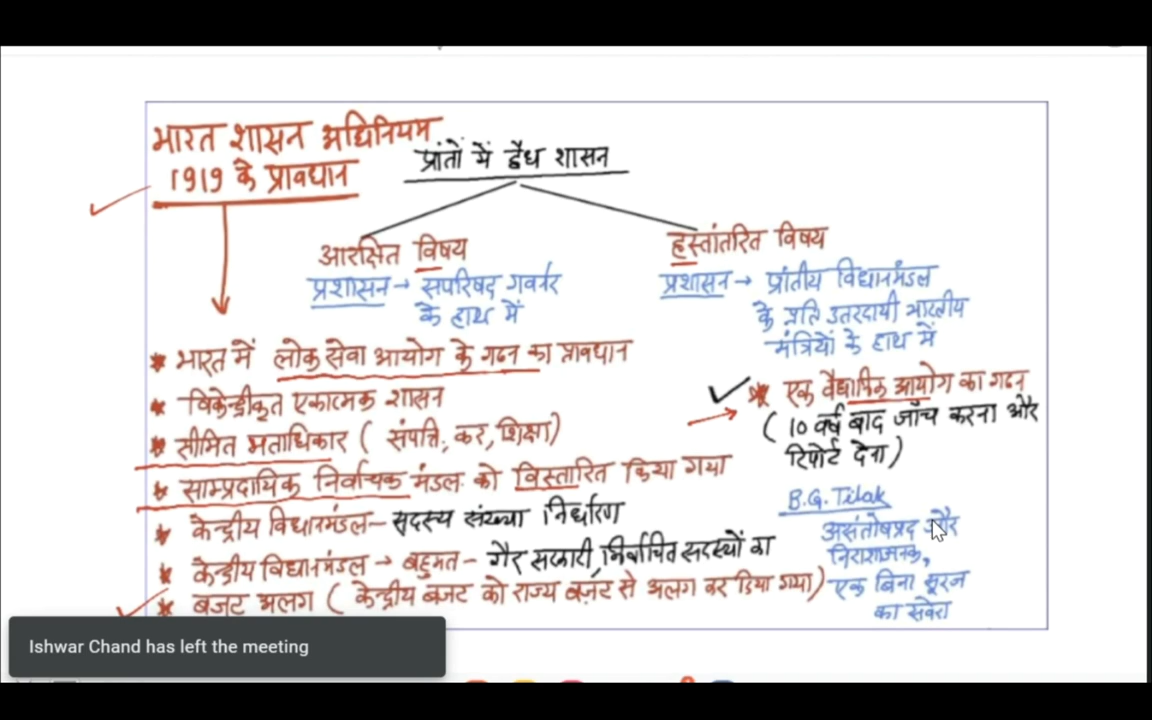 भारत शासन अधिनियम
1919 के प्रावधान
प्रांतों में द्वैध शासन
आरक्षित विषय
प्रशासन → सपरिषद गवर्नर
के हाथ में
हस्तांतरित विषय
प्रशासन → प्रांतीय विधानमंडल
के प्रति उतरदायी भारतीय
मंत्रियों के हाथ में
* भारत में लोक सेवा आयोग के गठन का प्रावधान
* विकेन्द्रीकृत एकात्मक शासन
* सीमित मताधिकार ( संपत्ति, कर, शिक्षा)
* साम्प्रदायिक निर्वाचक मंडल को विस्तारित किया गया
* केन्द्रीय विधानमंडल – सदस्य संख्या निर्धारण
* केन्द्रीय विधानमंडल → बहुमत – गैर सरकारी, निर्वाचित सदस्यों का
* बजट अलग ( केन्द्रीय बजट को राज्य बजट से अलग कर दिया गया)
* एक वैधानिक आयोग का गठन
( 10 वर्ष बाद जाँच करना और
रिपोर्ट देना)
B.G. Tilak
असंतोषप्रद और
निराशाजनक,
एक बिना सूरज
का सवेरा
Ishwar Chand has left the meeting